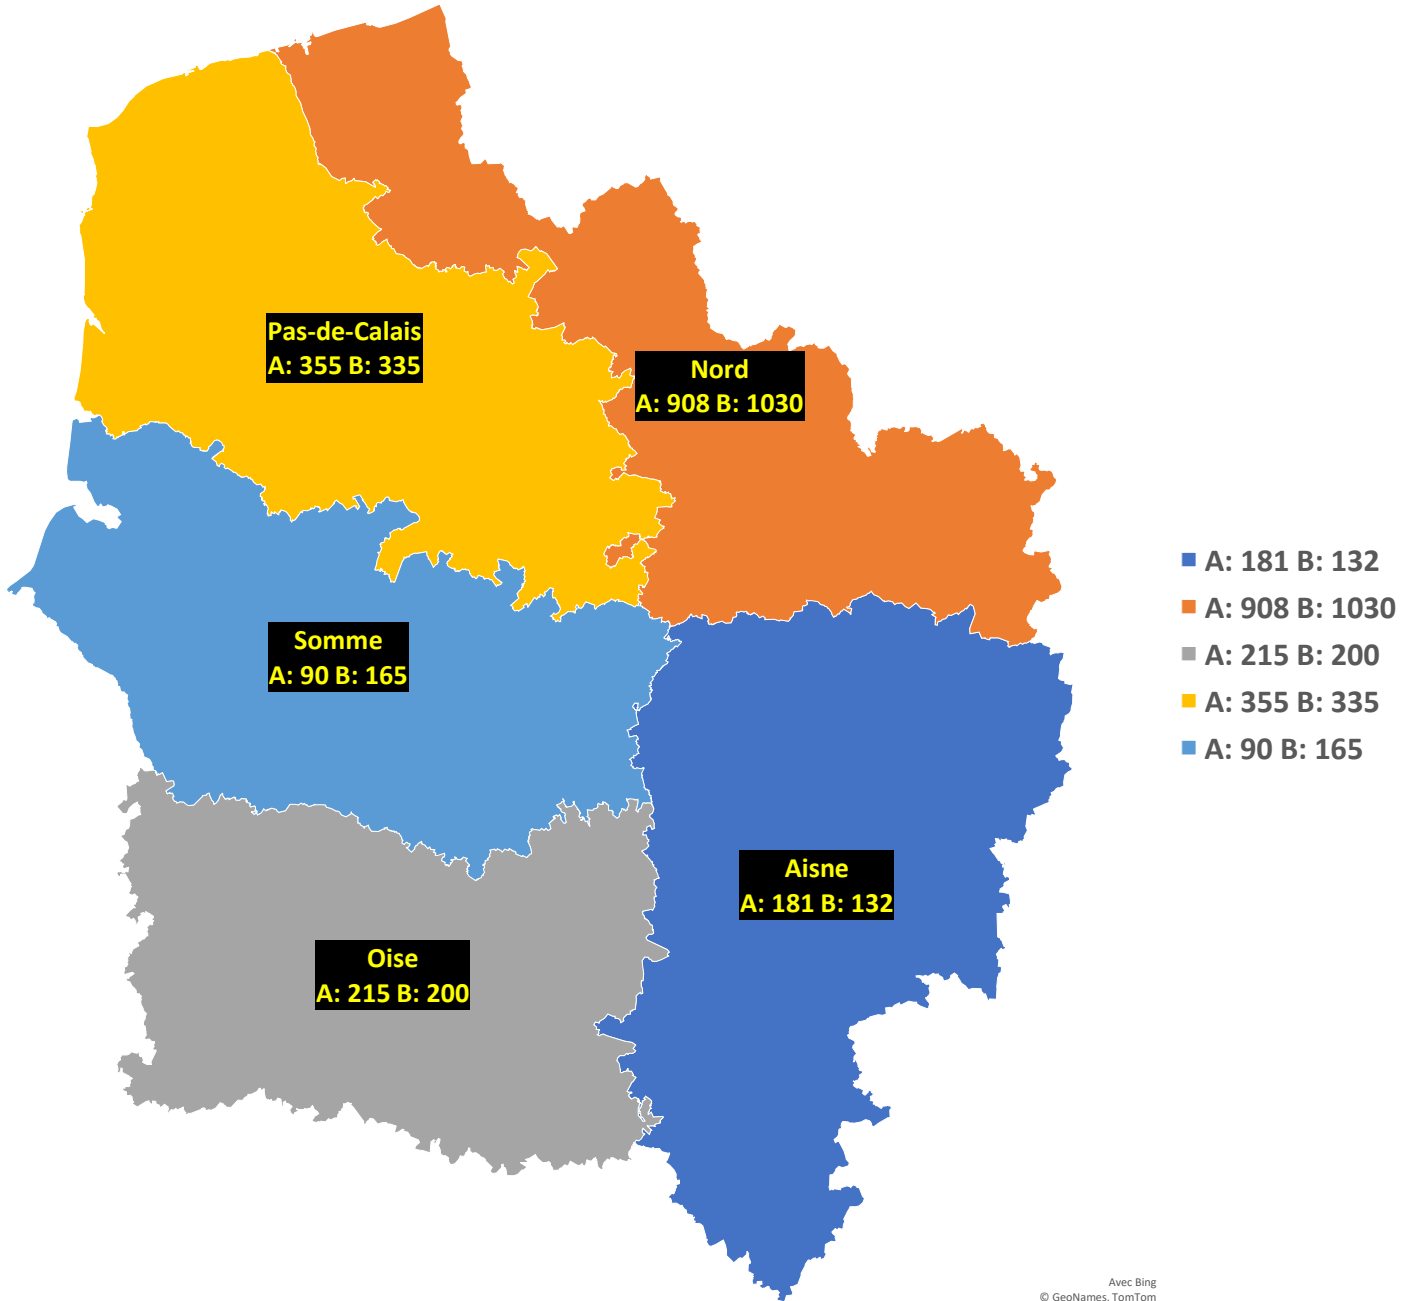 Pas-de-Calais
A: 355 B: 335
Nord
A: 908 B: 1030
Somme
A: 90 B: 165
Aisne
A: 181 B: 132
Oise
A: 215 B: 200
A: 181 B: 132
A: 908 B: 1030
A: 215 B: 200
A: 355 B: 335
A: 90 B: 165
Avec Bing
© GeoNames, TomTom